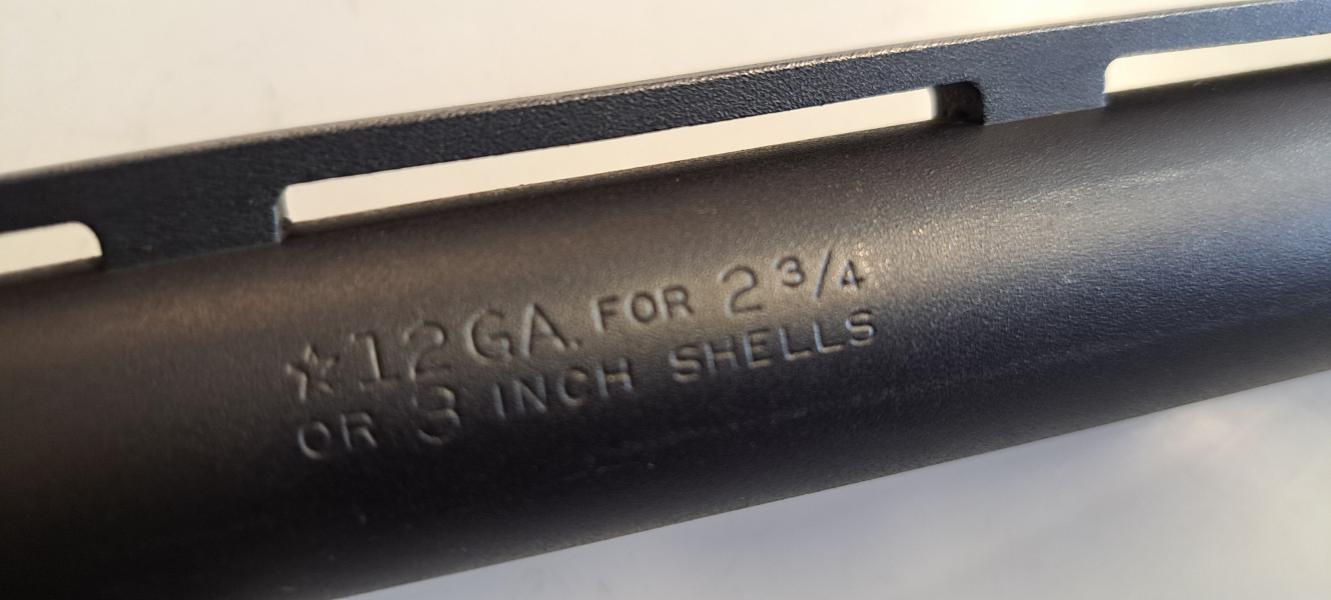 ☆12GA. FOR 2 3/4
OR 3 INCH SHELLS